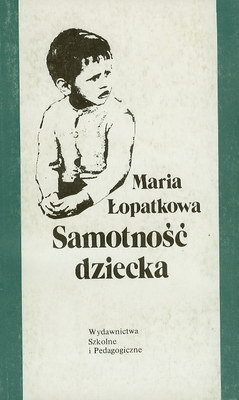 Maria
Łopatkowa
Samotność
dziecka
Wydawnictwa
Szkolne
i Pedagogiczne